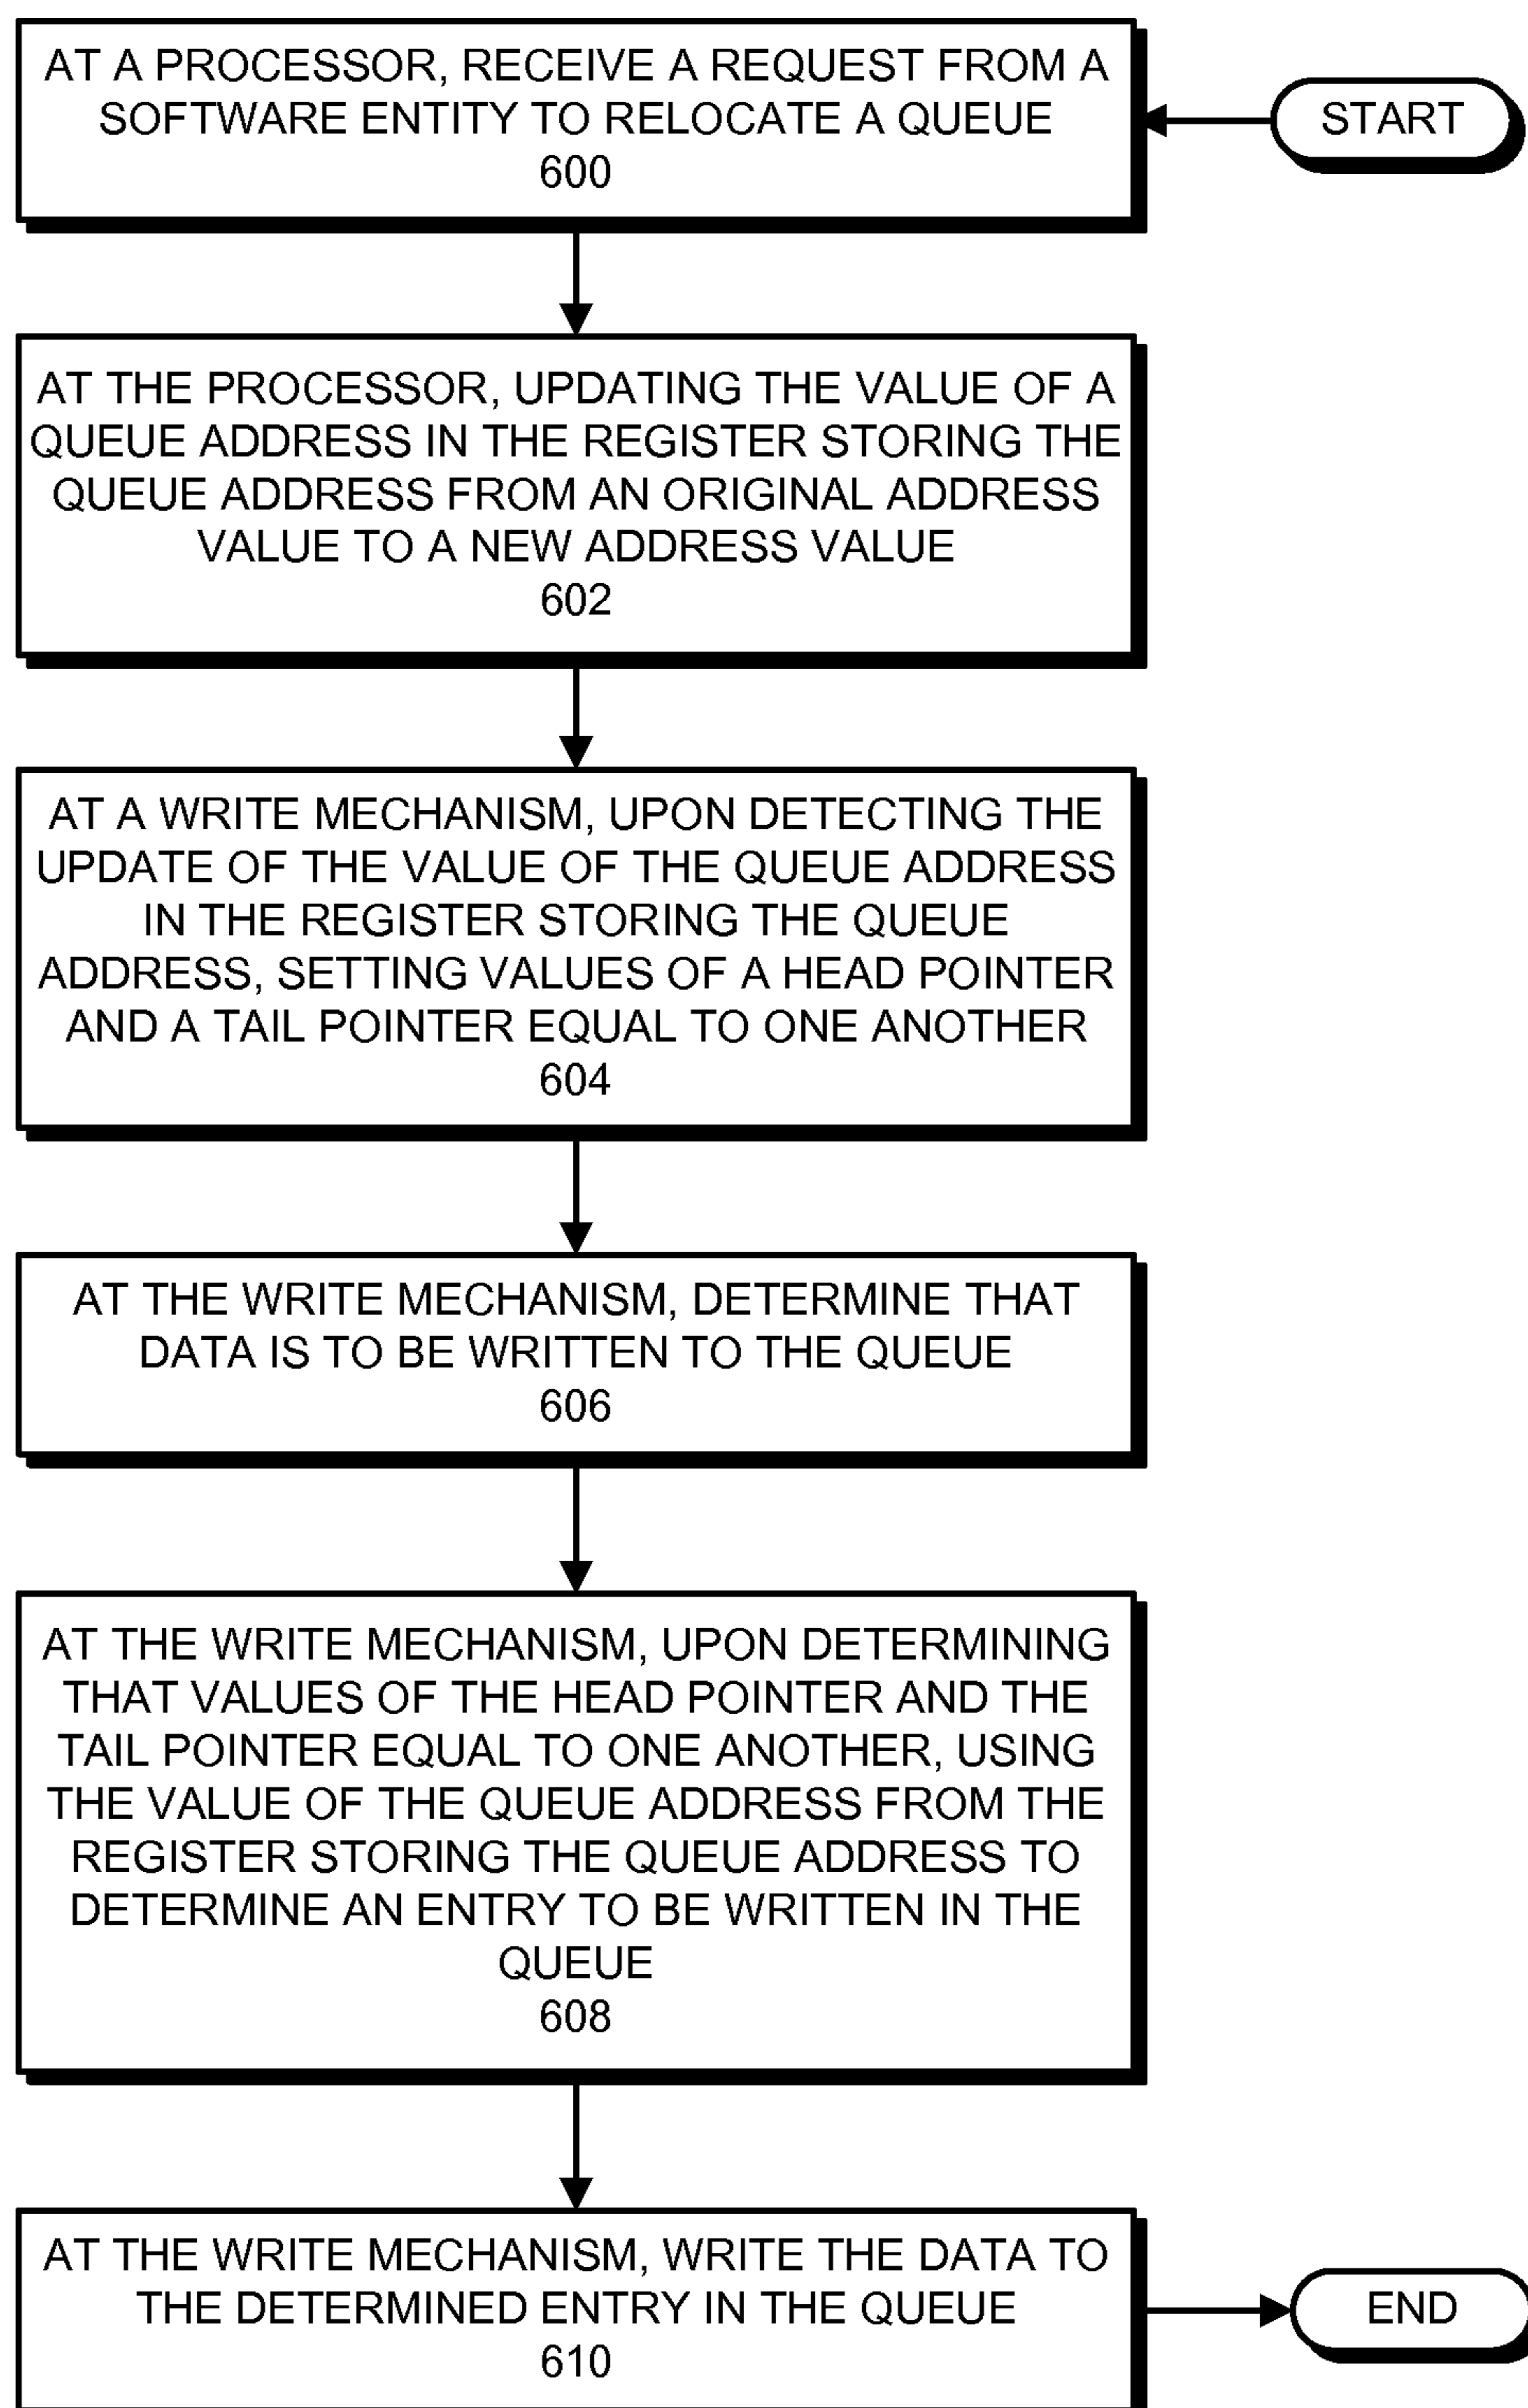 START
AT A PROCESSOR, RECEIVE A REQUEST FROM A
SOFTWARE ENTITY TO RELOCATE A QUEUE
600
AT THE PROCESSOR, UPDATING THE VALUE OF A
QUEUE ADDRESS IN THE REGISTER STORING THE
QUEUE ADDRESS FROM AN ORIGINAL ADDRESS
VALUE TO A NEW ADDRESS VALUE
602
AT A WRITE MECHANISM, UPON DETECTING THE
UPDATE OF THE VALUE OF THE QUEUE ADDRESS
IN THE REGISTER STORING THE QUEUE
ADDRESS, SETTING VALUES OF A HEAD POINTER
AND A TAIL POINTER EQUAL TO ONE ANOTHER
604
AT THE WRITE MECHANISM, DETERMINE THAT
DATA IS TO BE WRITTEN TO THE QUEUE
606
AT THE WRITE MECHANISM, UPON DETERMINING
THAT VALUES OF THE HEAD POINTER AND THE
TAIL POINTER EQUAL TO ONE ANOTHER, USING
THE VALUE OF THE QUEUE ADDRESS FROM THE
REGISTER STORING THE QUEUE ADDRESS TO
DETERMINE AN ENTRY TO BE WRITTEN IN THE
QUEUE
608
AT THE WRITE MECHANISM, WRITE THE DATA TO
THE DETERMINED ENTRY IN THE QUEUE
610
END